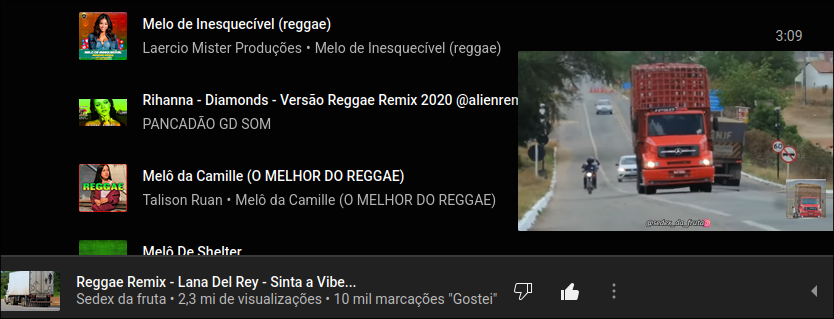 Melo de Inesquecível (reggae)
Laercio Mister Produções • Melo de Inesquecível (reggae)
3:09
Rihanna - Diamonds - Versão Reggae Remix 2020 @alienren
PANCADÃO GD SOM
REGGAE
Melô da Camille (O MELHOR DO REGGAE)
Talison Ruan • Melô da Camille (O MELHOR DO REGGAE)
60
@sedex_da_fruta
Melô De Shelter
Reggae Remix - Lana Del Rey - Sinta a Vibe...
Sedex da fruta • 2,3 mi de visualizações • 10 mil marcações "Gostei"